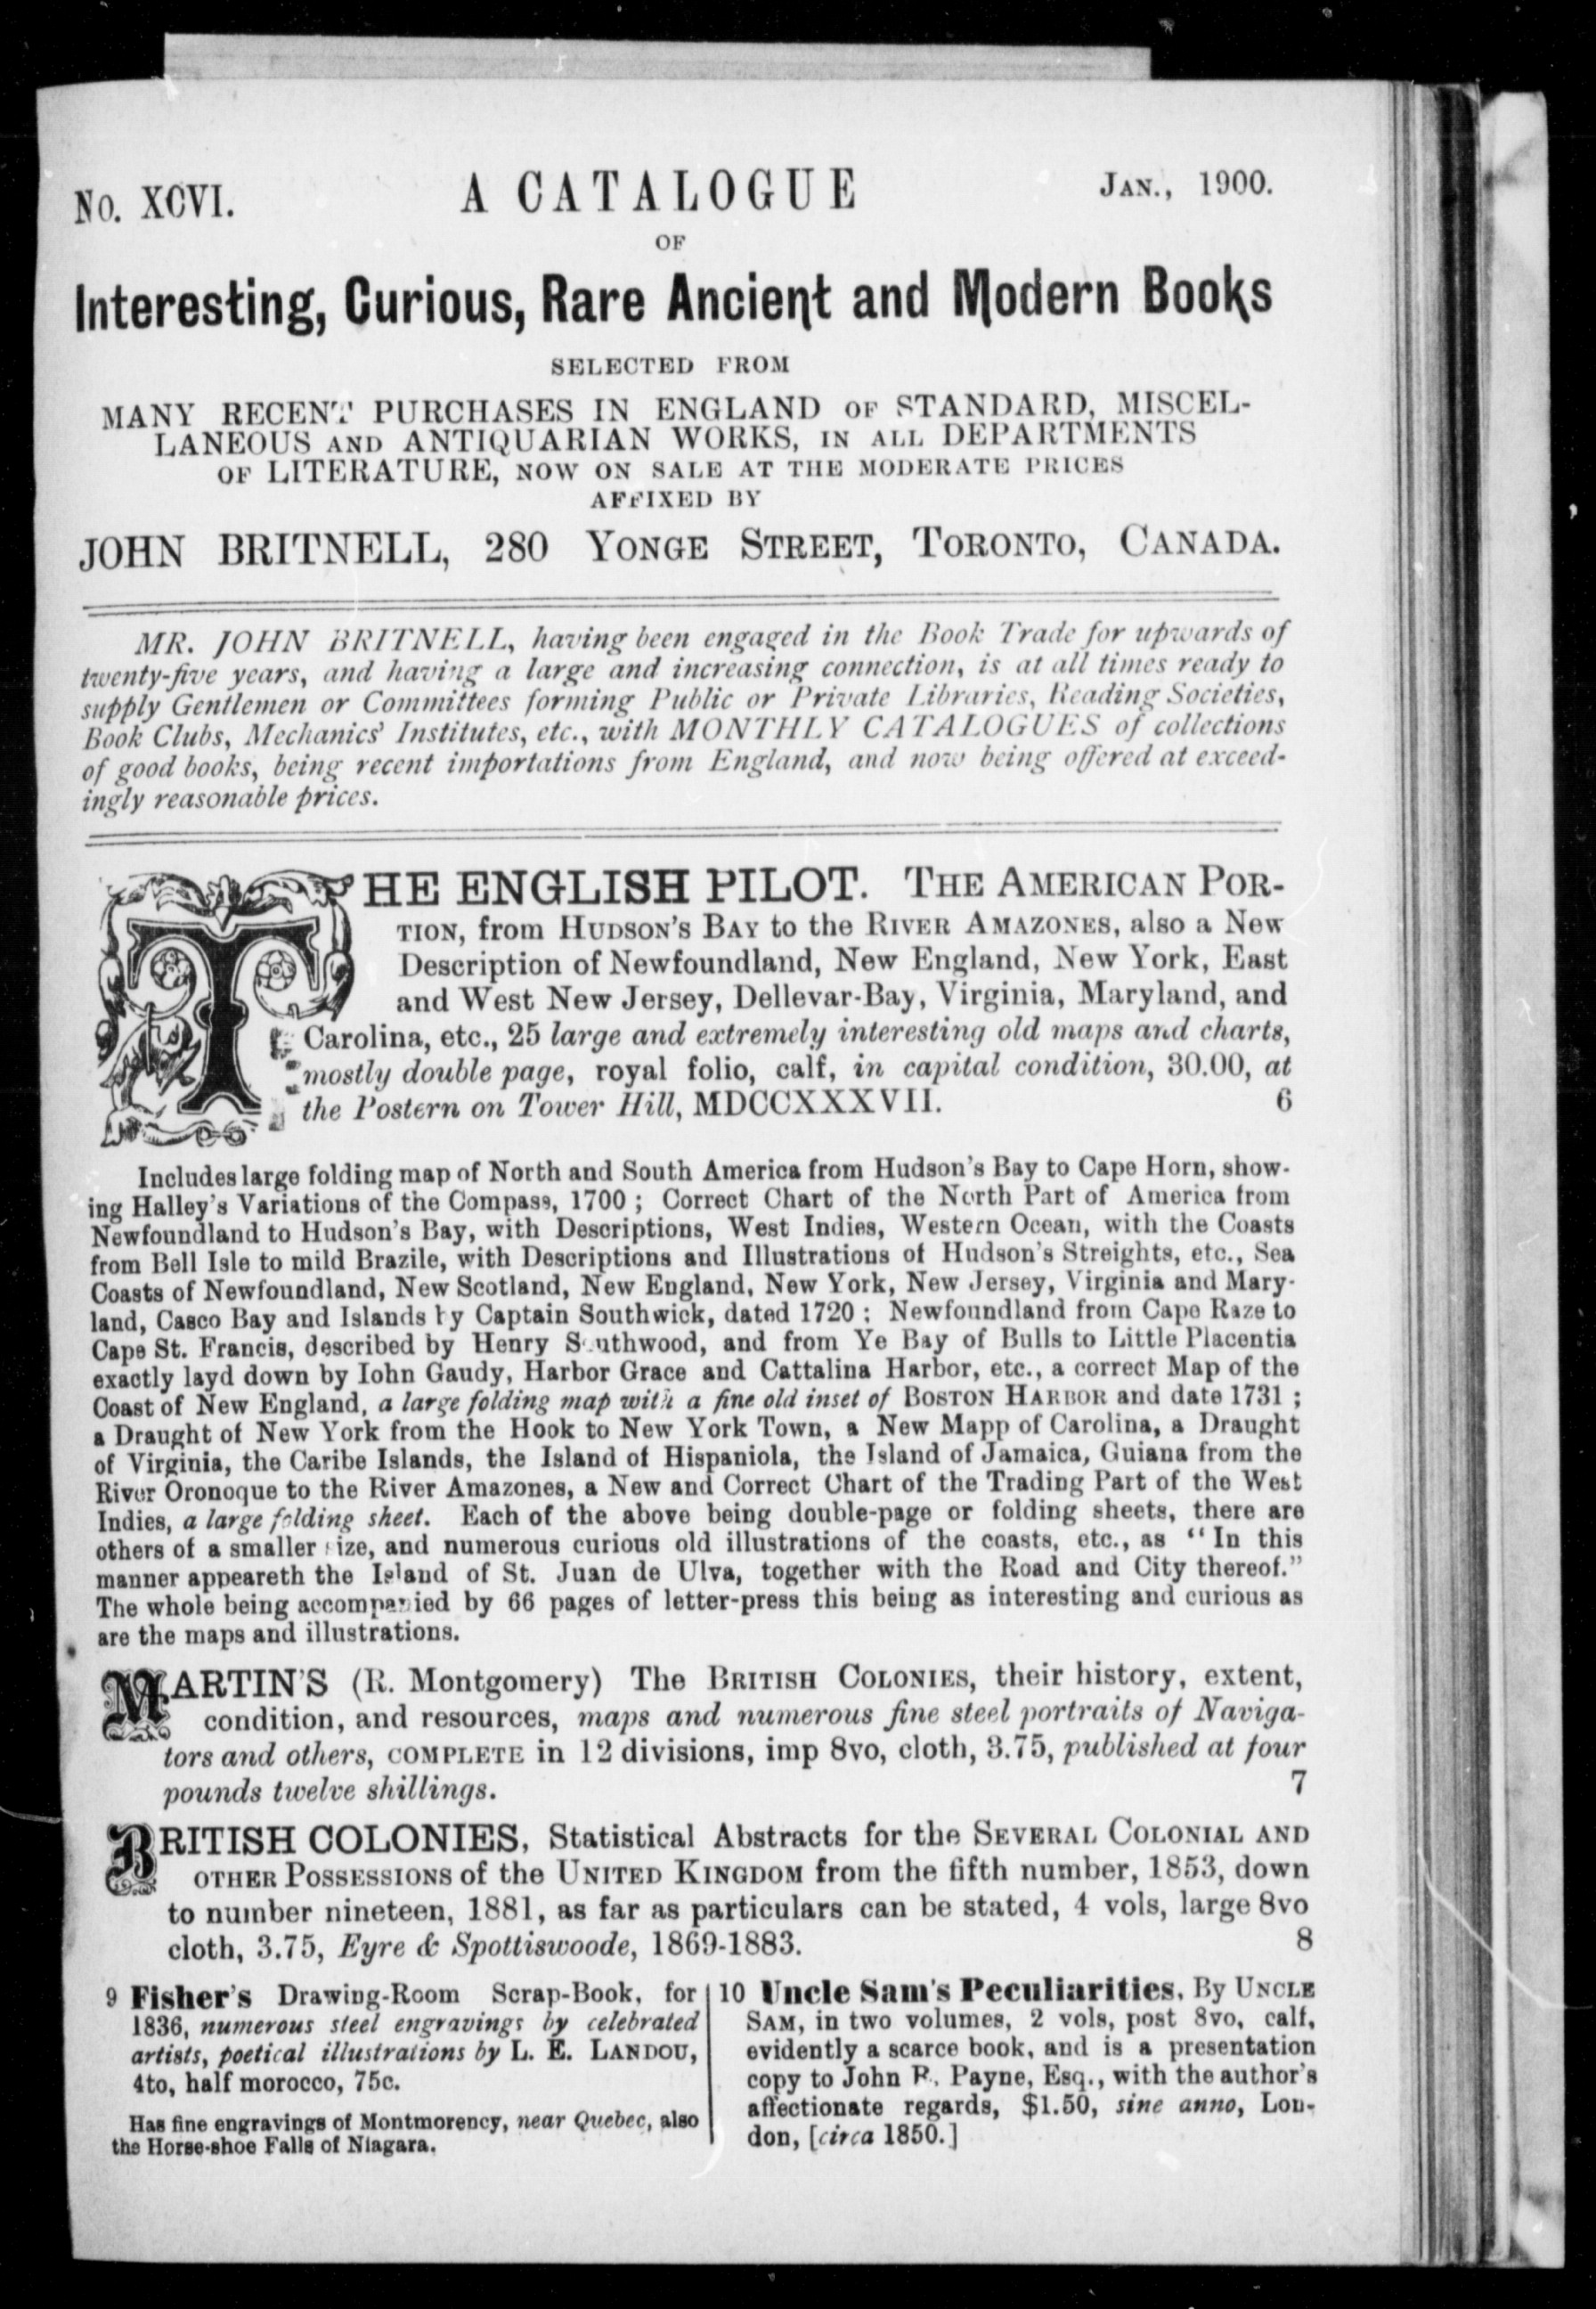 No. XCVI.
A CATALOGUE
JAN., 1900.
OF
Interesting, Curious, Rare Ancient and Modern Books
SELECTED FROM
MANY RECENT PURCHASES IN ENGLAND OF STANDARD, MISCEL-
LANEOUS AND ANTIQUARIAN WORKS, IN ALL DEPARTMENTS
OF LITERATURE, NOW ON SALE AT THE MODERATE PRICES
AFFIXED BY
JOHN BRITNELL, 280 YONGE STREET, TORONTO, CANADA.
MR. JOHN BRITNELL, having been engaged in the Book Trade for upwards of
twenty-five years, and having a large and increasing connection, is at all times ready to
supply Gentlemen or Committees forming Public or Private Libraries, Reading Societies,
Book Clubs, Mechanics' Institutes, etc., with MONTHLY CATALOGUES of collections
of good books, being recent importations from England, and now being offered at exceed-
ingly reasonable prices.
THE ENGLISH PILOT. THE AMERICAN POR-
TION, from HUDSON'S BAY to the RIVER AMAZONES, also a New
Description of Newfoundland, New England, New York, East
and West New Jersey, Dellevar-Bay, Virginia, Maryland, and
Carolina, etc., 25 large and extremely interesting old maps and charts,
mostly double page, royal folio, calf, in capital condition, 30.00, at
the Postern on Tower Hill, MDCCXXXVII. 6
Includes large folding map of North and South America from Hudson's Bay to Cape Horn, show-
ing Halley's Variations of the Compass, 1700 ; Correct Chart of the North Part of America from
Newfoundland to Hudson's Bay, with Descriptions, West Indies, Western Ocean, with the Coasts
from Bell Isle to mild Brazile, with Descriptions and Illustrations of Hudson's Streights, etc., Sea
Coasts of Newfoundland, New Scotland, New England, New York, New Jersey, Virginia and Mary-
land, Casco Bay and Islands by Captain Southwick, dated 1720 ; Newfoundland from Cape Raze to
Cape St. Francis, described by Henry Southwood, and from Ye Bay of Bulls to Little Placentia
exactly layd down by Iohn Gaudy, Harbor Grace and Cattalina Harbor, etc., a correct Map of the
Coast of New England, a large folding map with a fine old inset of BOSTON HARBOR and date 1731 ;
a Draught of New York from the Hook to New York Town, a New Mapp of Carolina, a Draught
of Virginia, the Caribe Islands, the Island of Hispaniola, the Island of Jamaica, Guiana from the
River Oronoque to the River Amazones, a New and Correct Chart of the Trading Part of the West
Indies, a large folding sheet. Each of the above being double-page or folding sheets, there are
others of a smaller size, and numerous curious old illustrations of the coasts, etc., as "In this
manner appeareth the Island of St. Juan de Ulva, together with the Road and City thereof."
The whole being accompanied by 66 pages of letter-press this being as interesting and curious as
are the maps and illustrations.
MARTIN'S (R. Montgomery) The BRITISH COLONIES, their history, extent,
condition, and resources, maps and numerous fine steel portraits of Naviga-
tors and others, COMPLETE in 12 divisions, imp 8vo, cloth, 3.75, published at four
pounds twelve shillings. 7
BRITISH COLONIES, Statistical Abstracts for the SEVERAL COLONIAL AND
OTHER POSSESSIONS of the UNITED KINGDOM from the fifth number, 1853, down
to number nineteen, 1881, as far as particulars can be stated, 4 vols, large 8vo
cloth, 3.75, Eyre & Spottiswoode, 1869-1883. 8
9 Fisher's Drawing-Room Scrap-Book, for
1836, numerous steel engravings by celebrated
artists, poetical illustrations by L. E. LANDOU,
4to, half morocco, 75c.
Has fine engravings of Montmorency, near Quebec, also
the Horse-shoe Falls of Niagara.
10 Uncle Sam's Peculiarities, By UNCLE
SAM, in two volumes, 2 vols, post 8vo, calf,
evidently a scarce book, and is a presentation
copy to John R. Payne, Esq., with the author's
affectionate regards, $1.50, sine anno, Lon-
don, [circa 1850.]